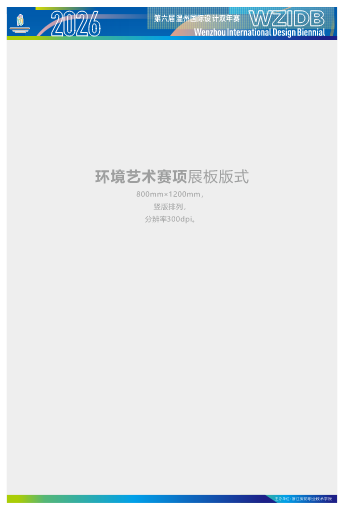 2026
第六届温州国际设计双年赛
WZIDB
Wenzhou International Design Biennial
环境艺术赛项展板版式
800mm×1200mm，
竖版排列，
分辨率300dpi。